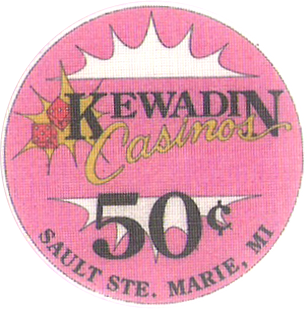 KEWADIN
Casinos
50¢
SAULT STE. MARIE, MI